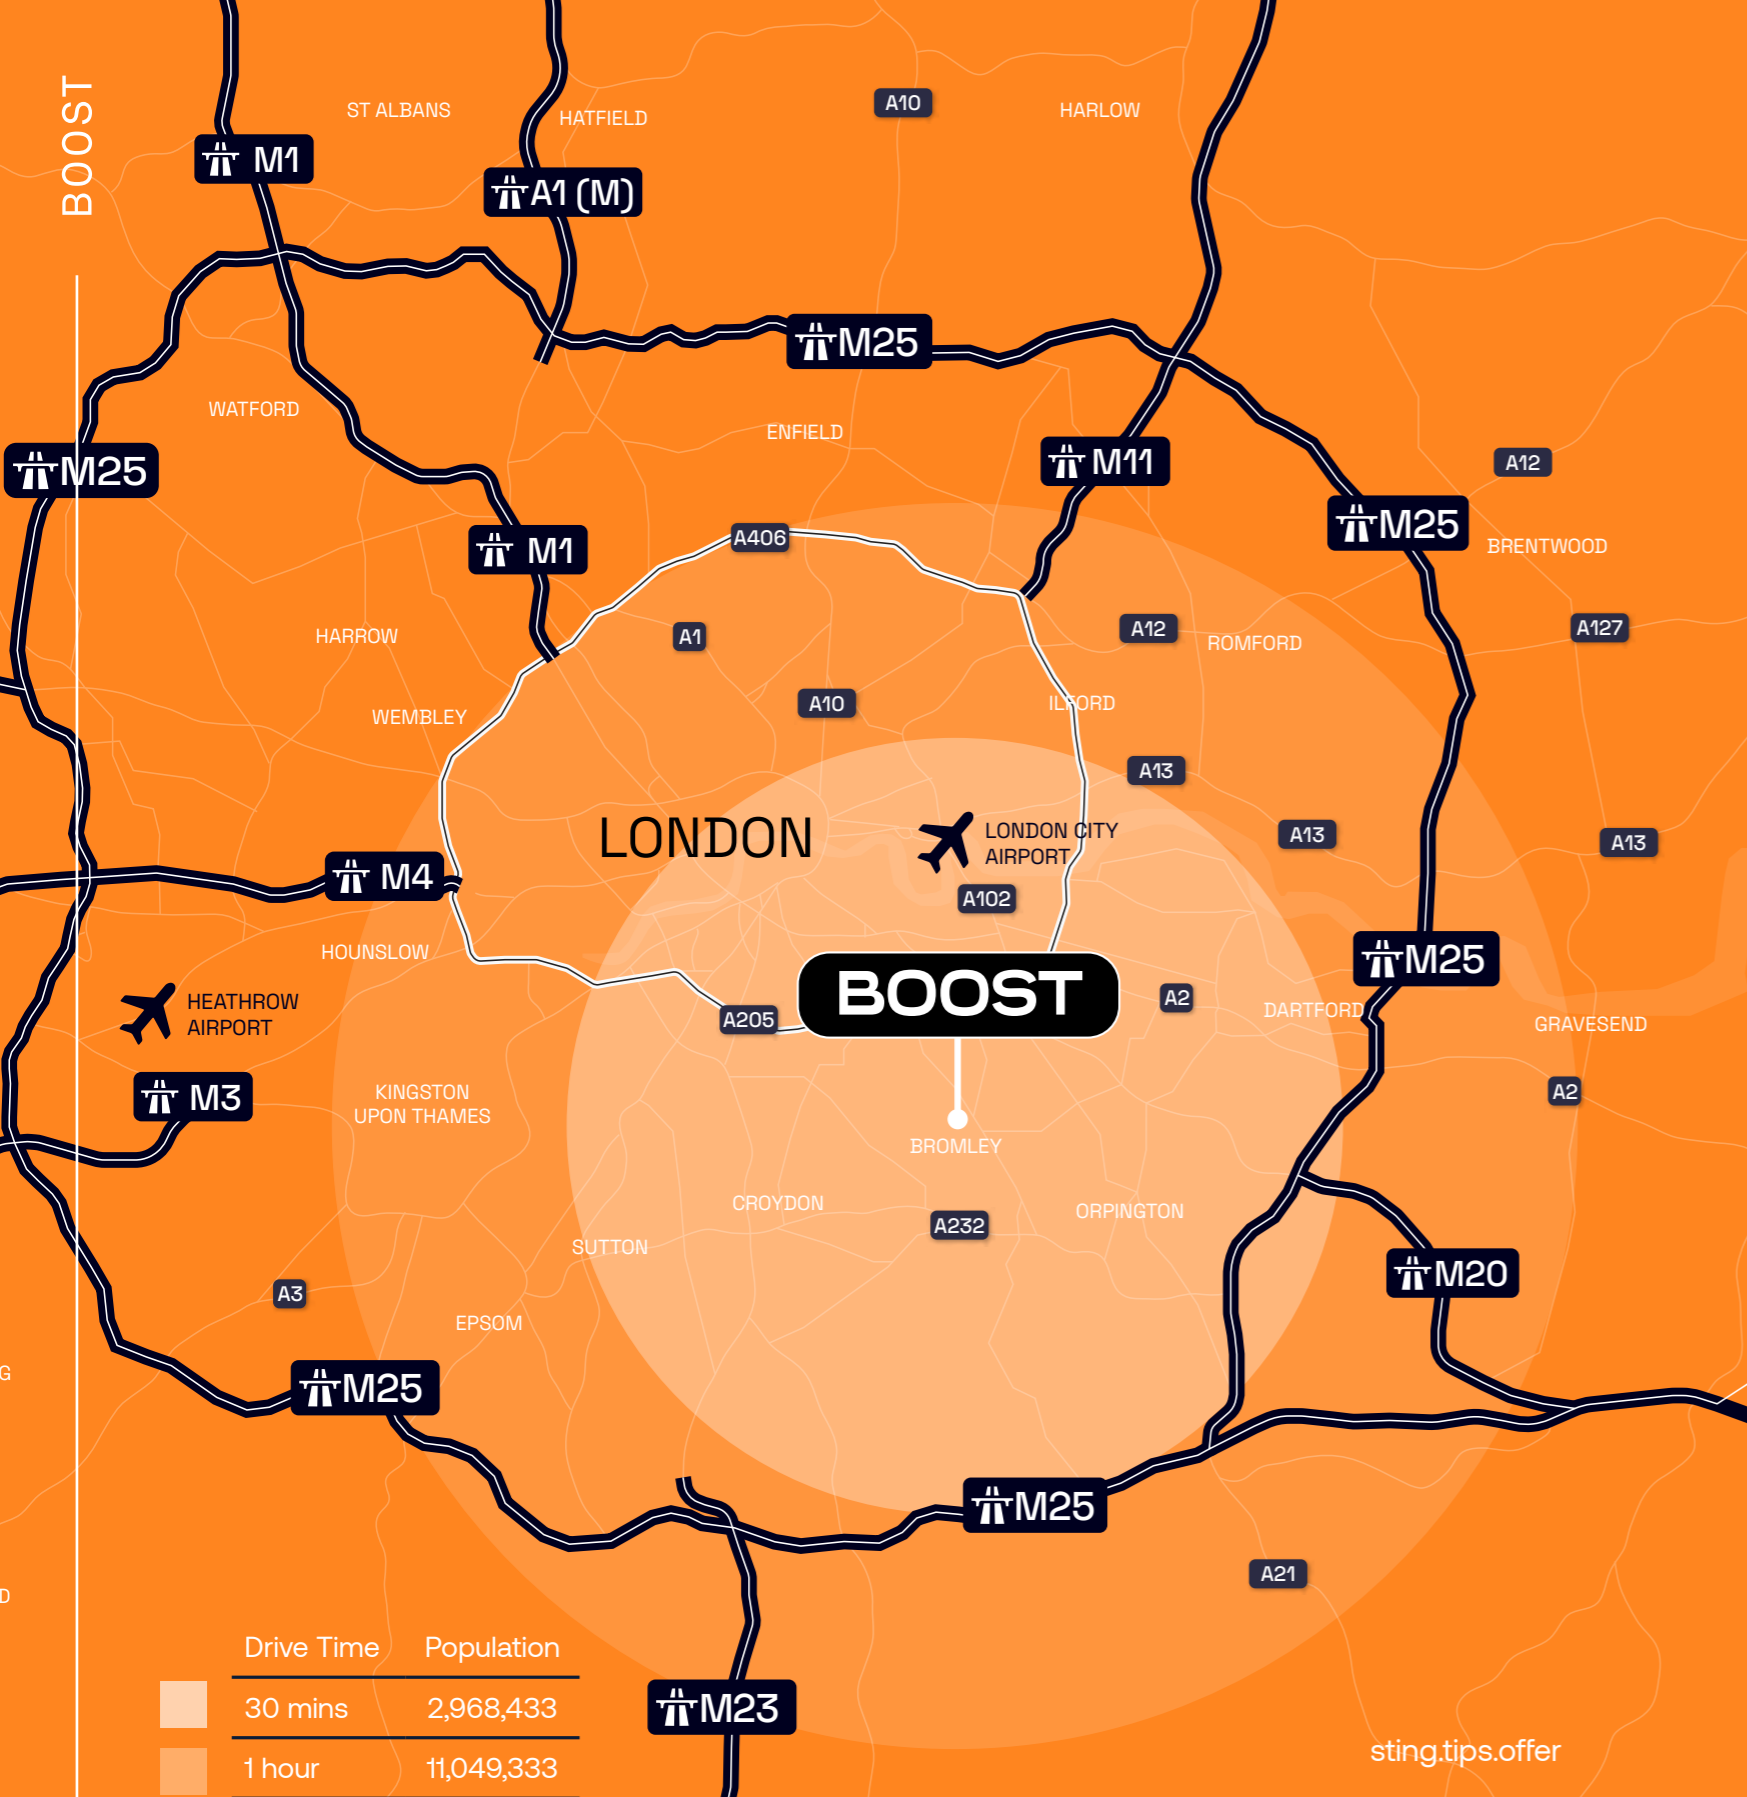 BOOST
ST ALBANS
HATFIELD
A10
HARLOW
M1
A1 (M)
M25
WATFORD
ENFIELD
M25
M11
A12
M25
BRENTWOOD
M1
A406
HARROW
A1
A12
ROMFORD
A127
WEMBLEY
A10
ILFORD
A13
LONDON
LONDON CITY
AIRPORT
A13
A13
M4
A102
HOUNSLOW
M25
HEATHROW
AIRPORT
A205
BOOST
A2
DARTFORD
GRAVESEND
M3
KINGSTON
UPON THAMES
A2
BROMLEY
CROYDON
A232
ORPINGTON
SUTTON
A3
EPSOM
M20
G
M25
M25
A21
D
Drive Time Population
30 mins 2,968,433
1 hour 11,049,333
M23
sting.tips.offer